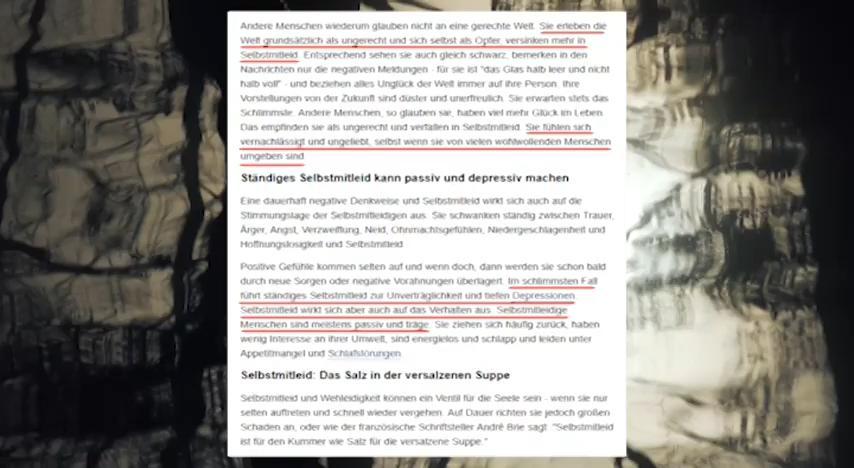 Andere Menschen wiederum glauben nicht an eine gerechte Welt. Sie erleben die
Welt grundsätzlich als ungerecht und sich selbst als Opfer, versinken mehr in
Selbstmitleid. Entsprechend sehen sie auch gleich schwarz, bemerken in den
Nachrichten nur die negativen Meldungen - für sie ist "das Glas halb leer und nicht
halb voll" - und beziehen alles Unglück der Welt immer auf ihre Person. Ihre
Vorstellungen von der Zukunft sind düster und unerfreulich. Sie erwarten stets das
Schlimmste. Andere Menschen, so glauben sie, haben viel mehr Glück im Leben.
Das empfinden sie als ungerecht und verfallen in Selbstmitleid. Sie fühlen sich
vernachlässigt und ungeliebt, selbst wenn sie von vielen wohlwollenden Menschen
umgeben sind.
Ständiges Selbstmitleid kann passiv und depressiv machen
Eine dauerhaft negative Denkweise und Selbstmitleid wirkt sich auch auf die
Stimmungslage der Selbstmitleidigen aus. Sie schwanken ständig zwischen Trauer,
Ärger, Angst, Verzweiflung, Neid, Ohnmachtsgefühlen, Niedergeschlagenheit und
Hoffnungslosigkeit und Selbstmitleid.
Positive Gefühle kommen selten auf und wenn doch, dann werden sie schon bald
durch neue Sorgen oder negative Vorahnungen überlagert. Im schlimmsten Fall
führt ständiges Selbstmitleid zur Unverträglichkeit und tiefen Depressionen.
Selbstmitleid wirkt sich aber auch auf das Verhalten aus. Selbstmitleidige
Menschen sind meistens passiv und träge. Sie ziehen sich häufig zurück, haben
wenig Interesse an ihrer Umwelt, sind energielos und schlapp und leiden unter
Appetitmangel und Schlafstörungen.
Selbstmitleid: Das Salz in der versalzenen Suppe
Selbstmitleid und Wehleidigkeit können ein Ventil für die Seele sein - wenn sie nur
selten auftreten und schnell wieder vergehen. Auf Dauer richten sie jedoch großen
Schaden an, oder wie der französische Schriftsteller André Brie sagt: "Selbstmitleid
ist für den Kummer wie Salz für die versalzene Suppe."